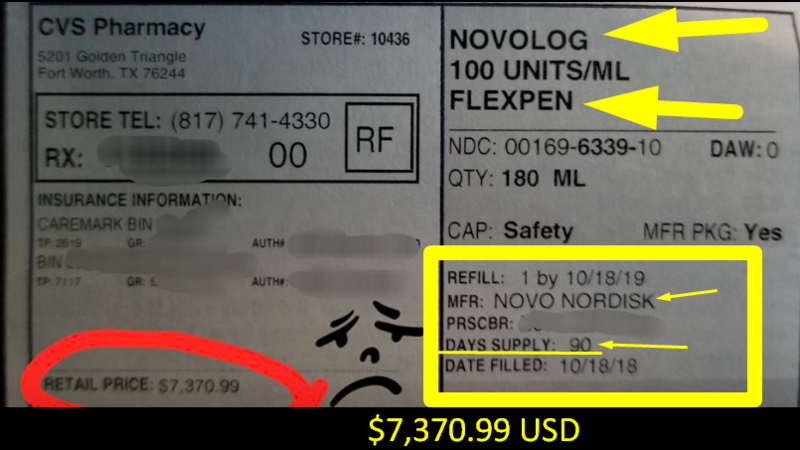 CVS Pharmacy
STORE#: 10436
5201 Golden Triangle
Fort Worth, TX 76244
STORE TEL: (817) 741-4330
RX: 00
RF
INSURANCE INFORMATION:
CAREMARK BIN
TP: 2619 GR: AUTH#
BIN
TP: 7117 GR: AUTH#
RETAIL PRICE: $7,370.99
NOVOLOG
100 UNITS/ML
FLEXPEN
NDC: 00169-6339-10 DAW: 0
QTY: 180 ML
CAP: Safety MFR PKG: Yes
REFILL: 1 by 10/18/19
MFR: NOVO NORDISK
PRSCBR:
DAYS SUPPLY: 90
DATE FILLED: 10/18/18
$7,370.99 USD